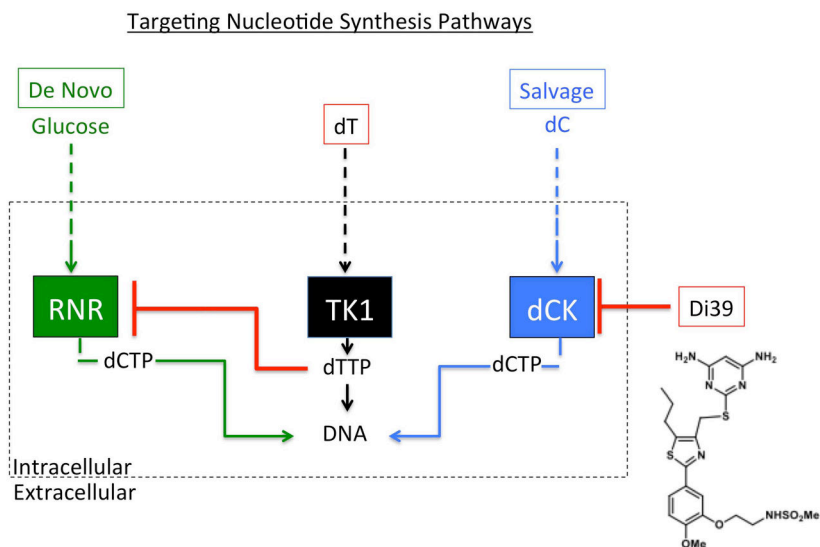 Targeting Nucleotide Synthesis Pathways
De Novo
Glucose
dT
Salvage
dC
RNR
TK1
dCK
Di39
dCTP
dTTP
dCTP
DNA
Intracellular
Extracellular
H₂N
NH₂
N
N
S
N
S
O
NHSO₂Me
OMe